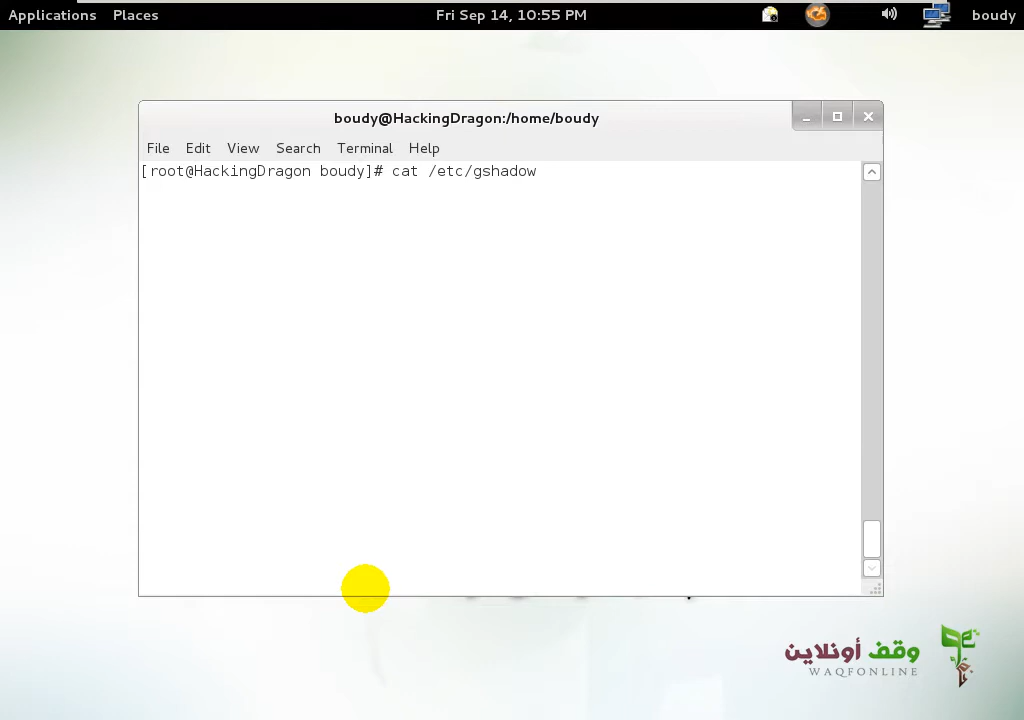 Applications Places Fri Sep 14, 10:55 PM boudy
boudy@HackingDragon:/home/boudy
File Edit View Search Terminal Help
[root@HackingDragon boudy]# cat /etc/gshadow
وقف أونلاين
WAQFONLINE